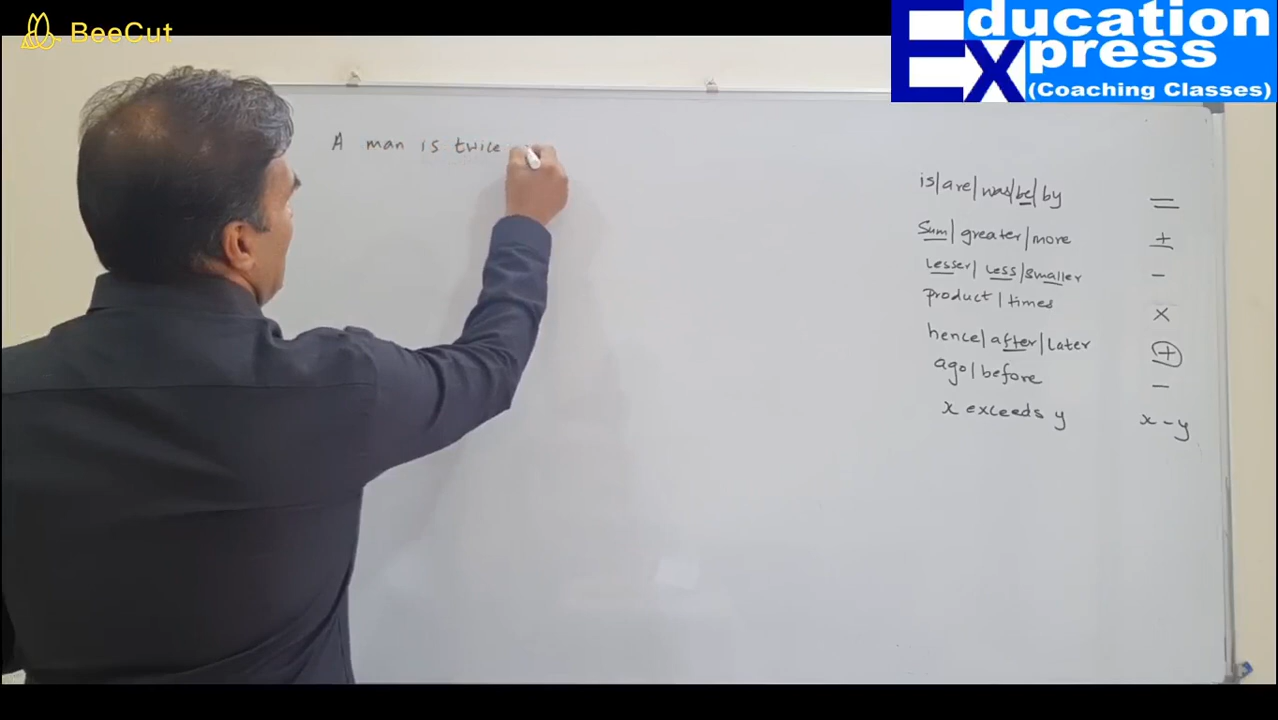 BeeCut
Education
Express
(Coaching Classes)
A man is twice
is/are/was/be/by =
Sum/greater/more +
Lesser/Less/smaller -
Product/times ×
hence/after/Later +
ago/before -
x exceeds y x - y